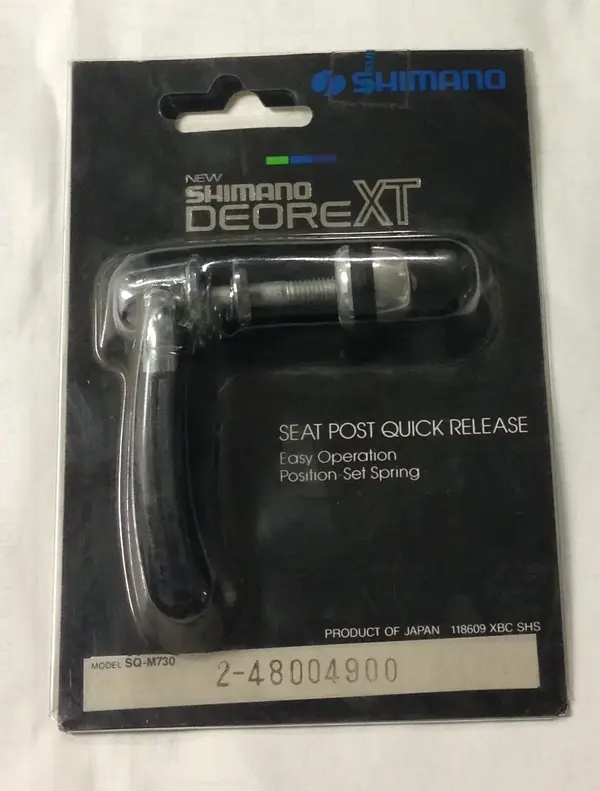 SHIMANO
NEW
SHIMANO
DEORE XT
SEAT POST QUICK RELEASE
Easy Operation
Position Set Spring
PRODUCT OF JAPAN 118609 XBC SHS
MODEL SQ-M730
2-48004900